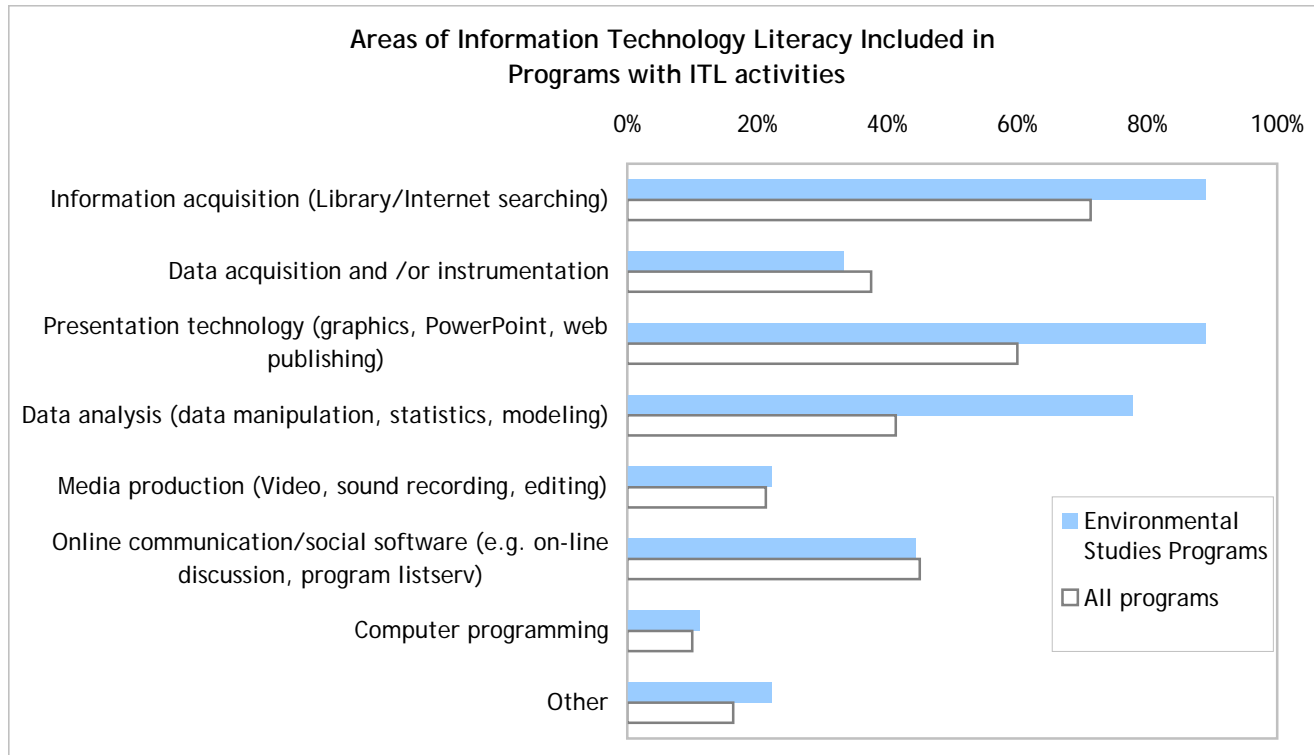 Areas of Information Technology Literacy Included in
Programs with ITL activities
0% 20% 40% 60% 80% 100%
Information acquisition (Library/Internet searching)
Data acquisition and /or instrumentation
Presentation technology (graphics, PowerPoint, web
publishing)
Data analysis (data manipulation, statistics, modeling)
Media production (Video, sound recording, editing)
Online communication/social software (e.g. on-line
discussion, program listserv)
Computer programming
Other
Environmental
Studies Programs
All programs